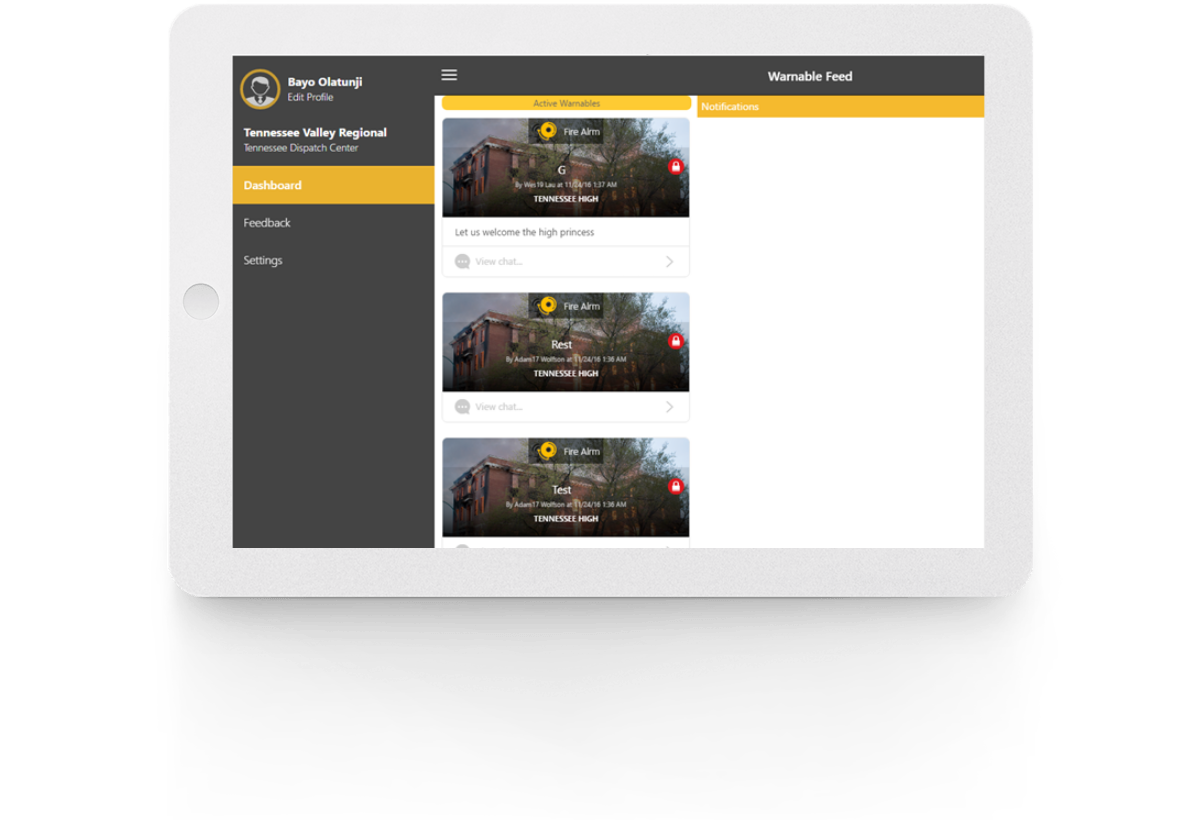 Bayo Olatunji
Edit Profile
Tennessee Valley Regional
Tennessee Dispatch Center
Dashboard
Feedback
Settings
Warnable Feed
Active Warnables
Notifications
Fire Alrm
G
By Wes19 Lau at 11/24/16 1:37 AM
TENNESSEE HIGH
Let us welcome the high princess
View chat...
Fire Alrm
Rest
By Adam17 Wolfson at 11/24/16 1:36 AM
TENNESSEE HIGH
View chat...
Fire Alrm
Test
By Adam17 Wolfson at 11/24/16 1:36 AM
TENNESSEE HIGH